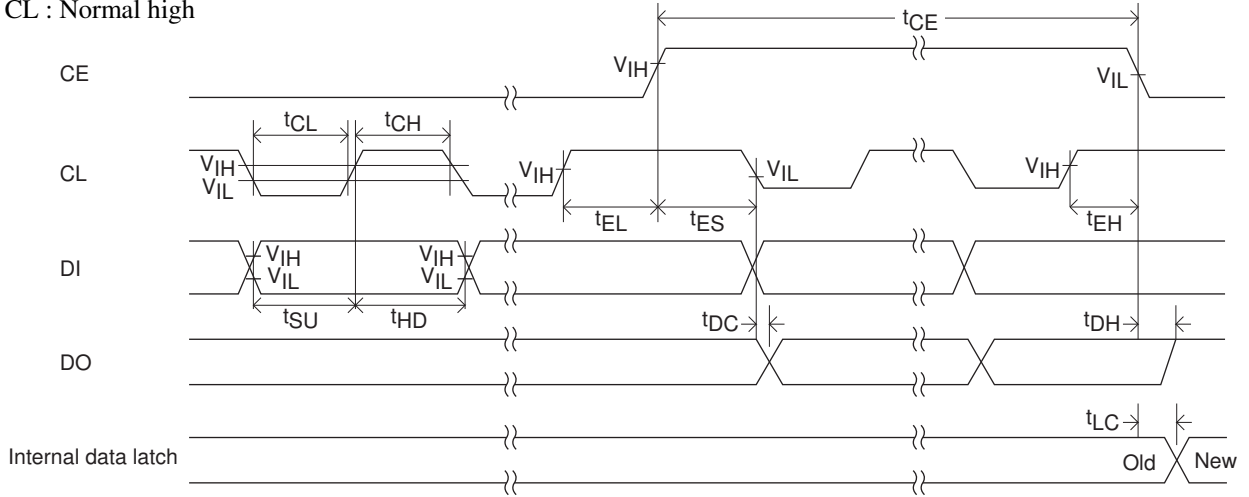 CL : Normal high
tCE
CE
VIH
VIL
tCL
tCH
CL
VIH
VIL
VIH
VIL
VIH
tEL
tES
tEH
DI
VIH
VIL
VIH
VIL
tSU
tHD
tDC
tDH
DO
tLC
Internal data latch
Old
New